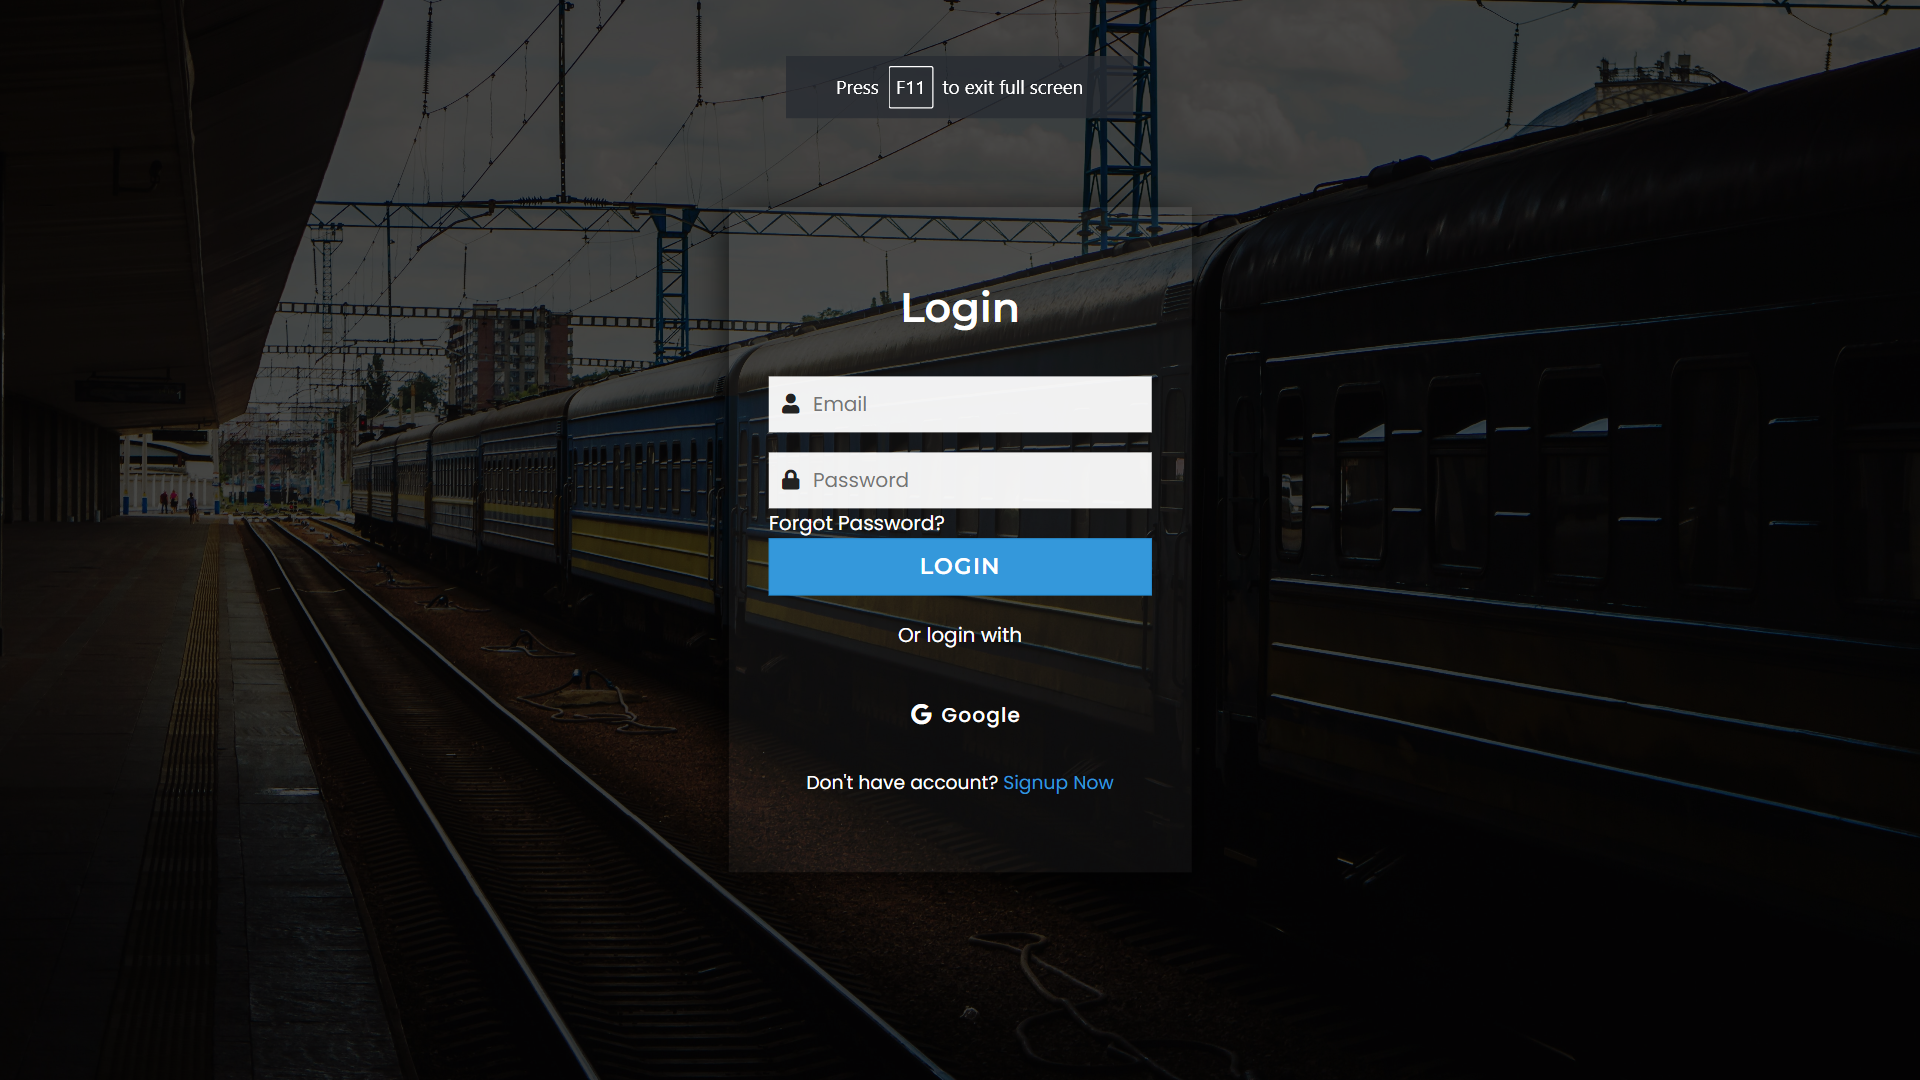 Press F11 to exit full screen
Login
Email
Password
Forgot Password?
LOGIN
Or login with
Google
Don't have account? Signup Now